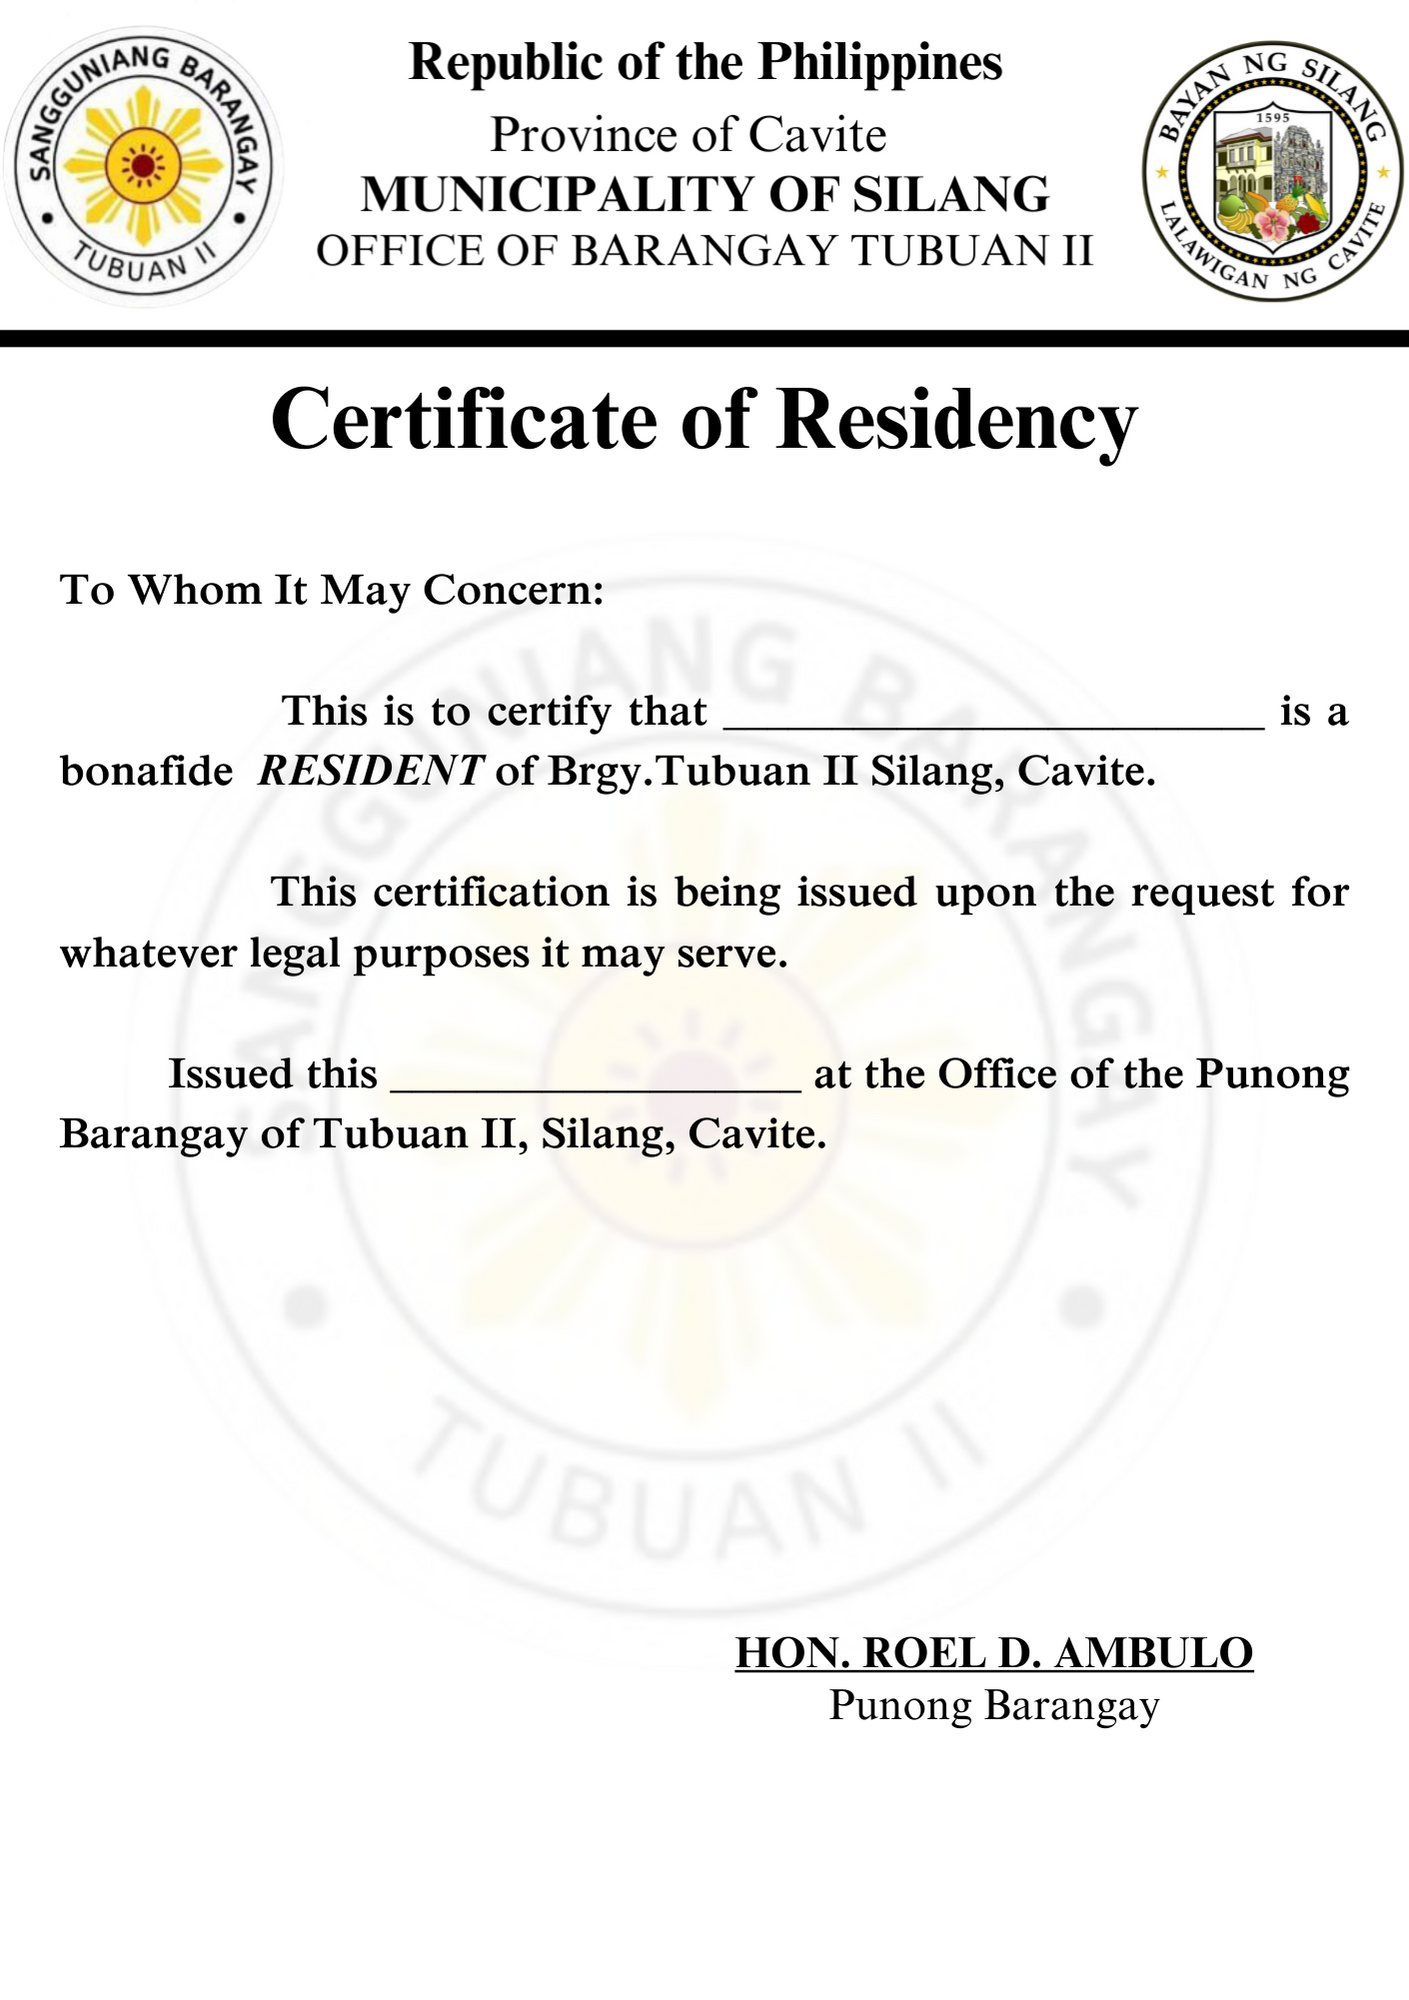 SANGGUNIANG BARANGAY
TUBUAN II
Republic of the Philippines
Province of Cavite
MUNICIPALITY OF SILANG
OFFICE OF BARANGAY TUBUAN II
BAYAN NG SILANG
1595
LALAWIGAN NG CAVITE
Certificate of Residency
To Whom It May Concern:
This is to certify that _________________________ is a
bonafide RESIDENT of Brgy.Tubuan II Silang, Cavite.
This certification is being issued upon the request for
whatever legal purposes it may serve.
Issued this ___________________ at the Office of the Punong
Barangay of Tubuan II, Silang, Cavite.
SANGGUNIANG BARANGAY
TUBUAN II
HON. ROEL D. AMBULO
Punong Barangay